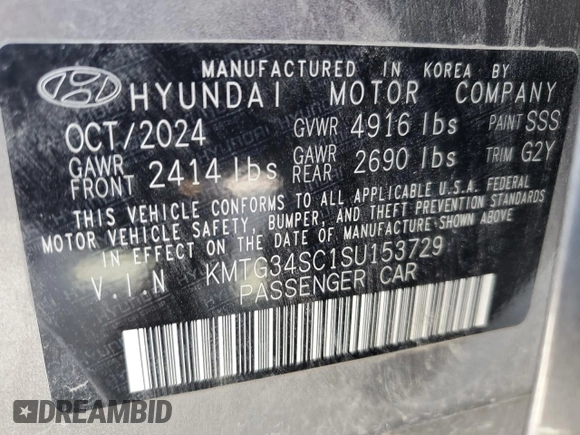 MANUFACTURED IN KOREA BY
HYUNDAI MOTOR COMPANY
OCT/2024 GVWR 4916 lbs PAINT SSS
GAWR FRONT 2414 lbs GAWR REAR 2690 lbs TRIM G2Y
THIS VEHICLE CONFORMS TO ALL APPLICABLE U.S.A. FEDERAL
MOTOR VEHICLE SAFETY, BUMPER, AND THEFT PREVENTION STANDARDS
IN EFFECT ON THE DATE OF MANUFACTURE SHOWN ABOVE
V.I.N KMTG34SC1SU153729
PASSENGER CAR
DREAMBID